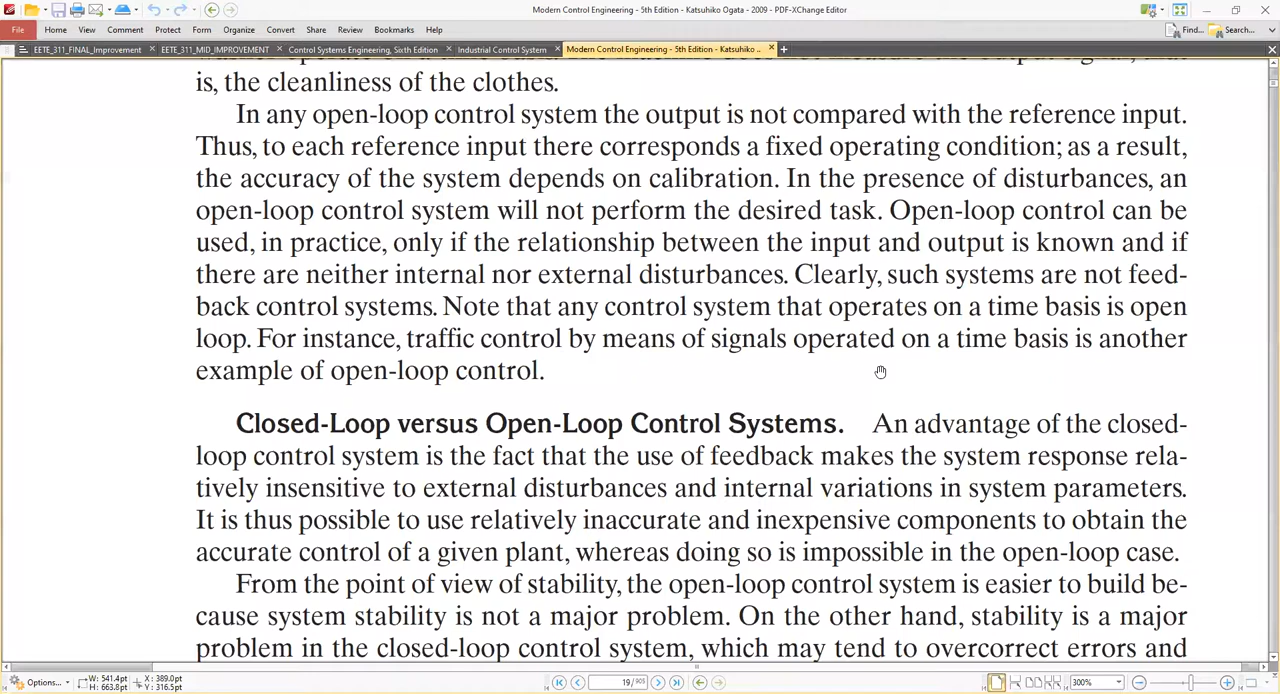 Modern Control Engineering - 5th Edition - Katsuhiko Ogata - 2009 - PDF-XChange Editor
File Home View Comment Protect Form Organize Convert Share Review Bookmarks Help
Find... Search...
EETE_311_FINAL_Improvement EETE_311_MID_IMPROVEMENT Control Systems Engineering, Sixth Edition Industrial Control System Modern Control Engineering - 5th Edition - Katsuhiko ..
is, the cleanliness of the clothes.
In any open-loop control system the output is not compared with the reference input.
Thus, to each reference input there corresponds a fixed operating condition; as a result,
the accuracy of the system depends on calibration. In the presence of disturbances, an
open-loop control system will not perform the desired task. Open-loop control can be
used, in practice, only if the relationship between the input and output is known and if
there are neither internal nor external disturbances. Clearly, such systems are not feed-
back control systems. Note that any control system that operates on a time basis is open
loop. For instance, traffic control by means of signals operated on a time basis is another
example of open-loop control.
Closed-Loop versus Open-Loop Control Systems. An advantage of the closed-
loop control system is the fact that the use of feedback makes the system response rela-
tively insensitive to external disturbances and internal variations in system parameters.
It is thus possible to use relatively inaccurate and inexpensive components to obtain the
accurate control of a given plant, whereas doing so is impossible in the open-loop case.
From the point of view of stability, the open-loop control system is easier to build be-
cause system stability is not a major problem. On the other hand, stability is a major
problem in the closed-loop control system, which may tend to overcorrect errors and
Options... W: 541.4pt X: 389.0pt 19 / 905 300%
H: 663.8pt Y: 316.5pt